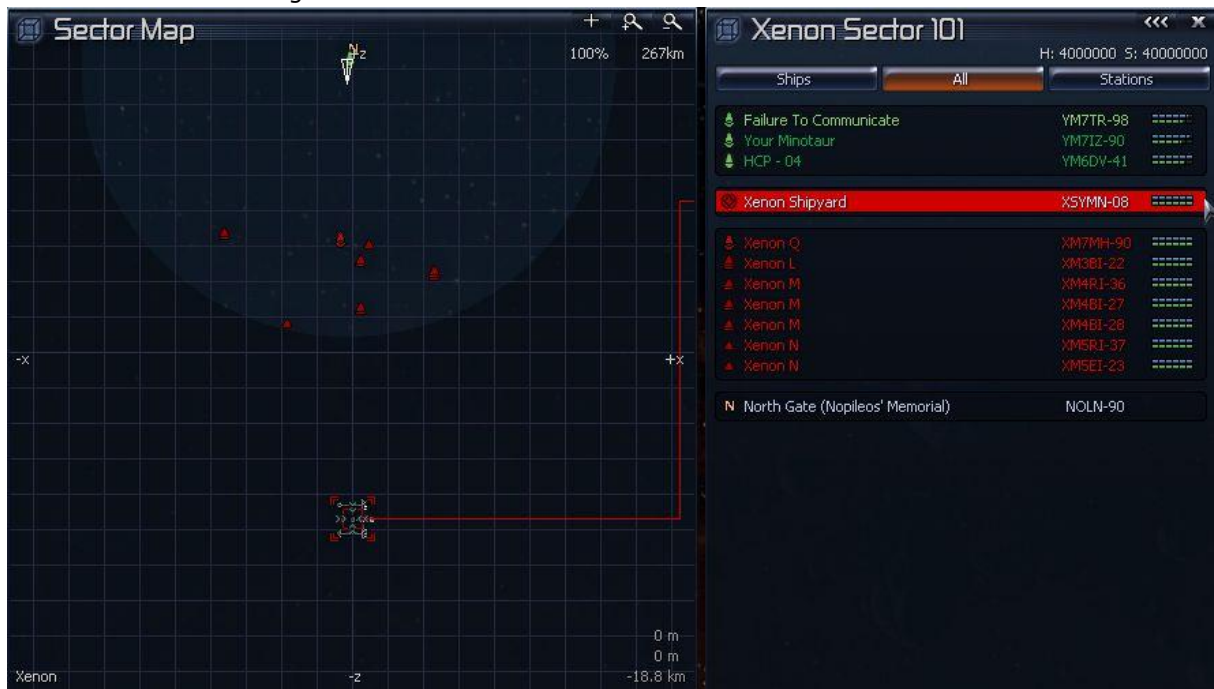 Sector Map
N
z
100% 267km
-x
+x
0 m
0 m
Xenon
-z
-18.8 km
Xenon Sector 101
<<< x
H: 4000000 S: 40000000
Ships All Stations
Failure To Communicate YM7TR-98
Your Minotaur YM7IZ-90
HCP - 04 YM6DV-41
Xenon Shipyard XSYMN-08
Xenon Q XM7MH-90
Xenon L XM3BI-22
Xenon M XM4RI-36
Xenon M XM4BI-27
Xenon M XM4BI-28
Xenon N XM5RI-37
Xenon N XM5EI-23
N North Gate (Nopileos' Memorial) NOLN-90